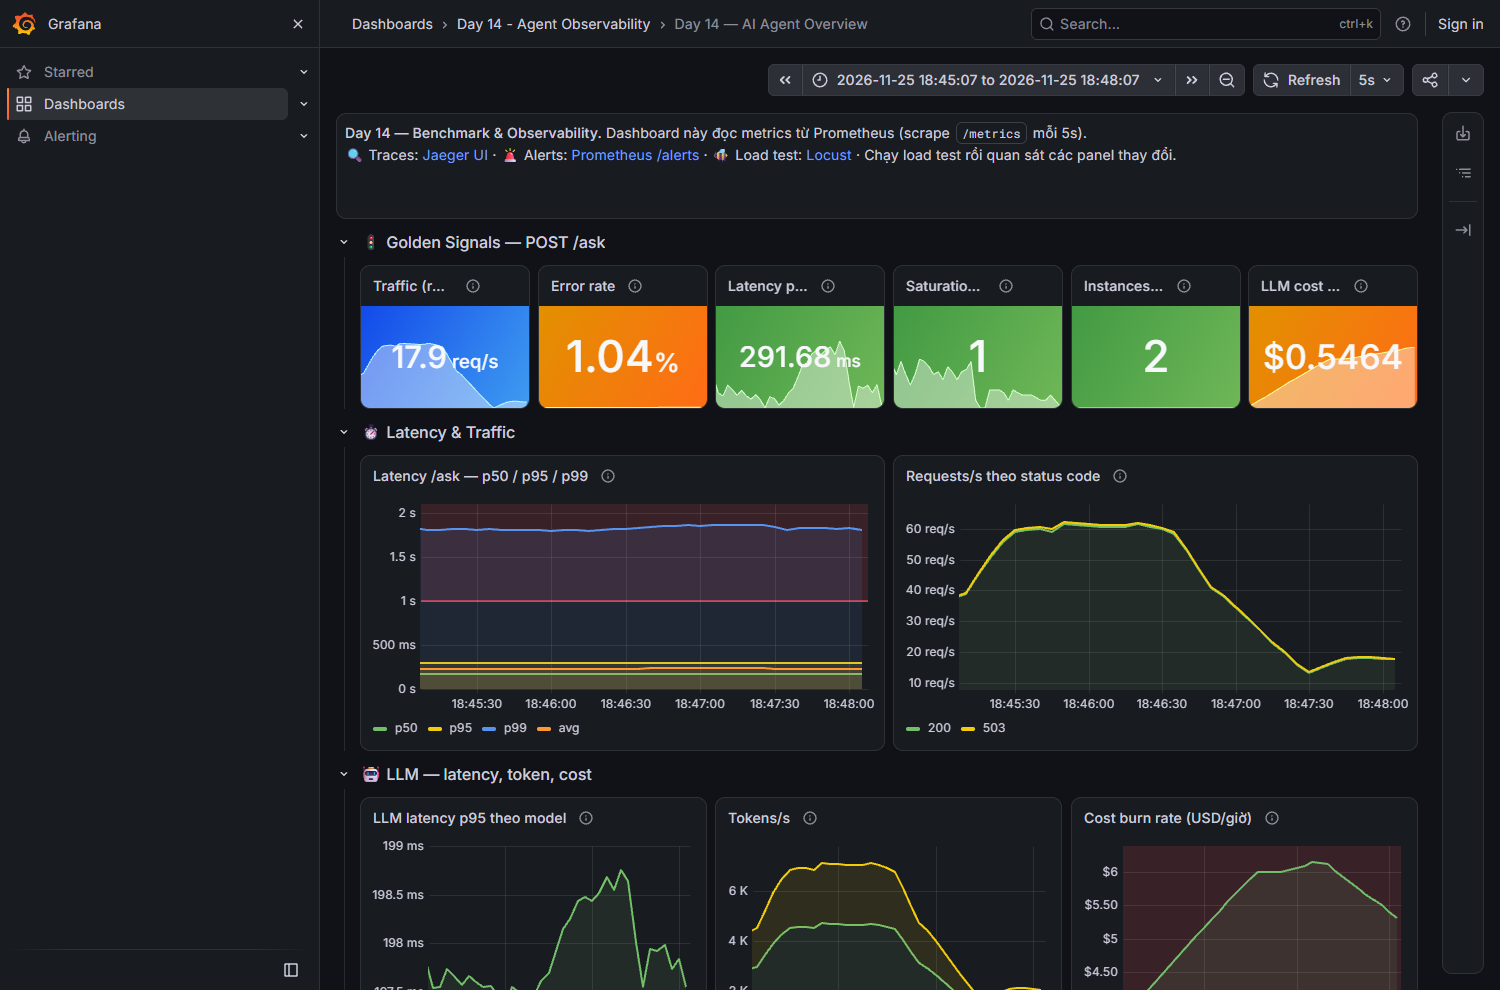 Grafana
Dashboards › Day 14 - Agent Observability › Day 14 — AI Agent Overview
Search...
ctrl+k
Sign in
Starred
Dashboards
Alerting
2026-11-25 18:45:07 to 2026-11-25 18:48:07
Refresh
5s
Day 14 — Benchmark & Observability. Dashboard này đọc metrics từ Prometheus (scrape /metrics mỗi 5s).
Traces: Jaeger UI · Alerts: Prometheus /alerts · Load test: Locust · Chạy load test rồi quan sát các panel thay đổi.
Golden Signals — POST /ask
Traffic (r...
17.9 req/s
Error rate
1.04%
Latency p...
291.68 ms
Saturatio...
1
Instances...
2
LLM cost ...
$0.5464
Latency & Traffic
Latency /ask — p50 / p95 / p99
2 s
1.5 s
1 s
500 ms
0 s
18:45:30 18:46:00 18:46:30 18:47:00 18:47:30 18:48:00
p50 p95 p99 avg
Requests/s theo status code
60 req/s
50 req/s
40 req/s
30 req/s
20 req/s
10 req/s
18:45:30 18:46:00 18:46:30 18:47:00 18:47:30 18:48:00
200 503
LLM — latency, token, cost
LLM latency p95 theo model
199 ms
198.5 ms
198 ms
197.5 ms
Tokens/s
6 K
4 K
2 K
Cost burn rate (USD/giờ)
$6
$5.50
$5
$4.50